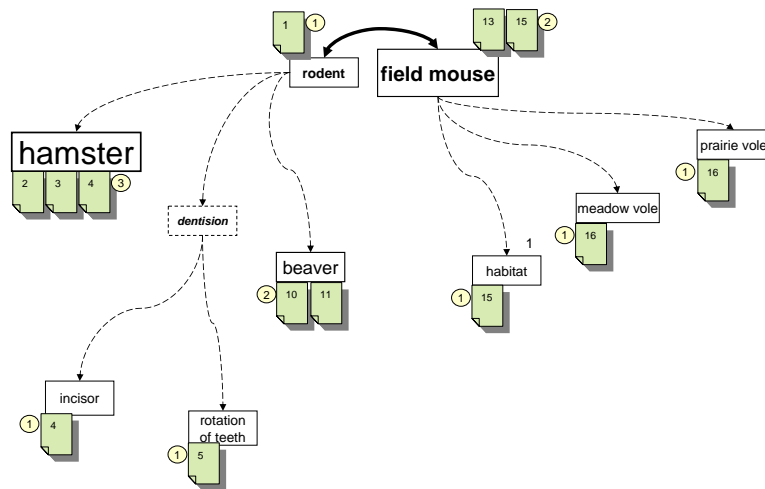 1
1
13
15
2
rodent
field mouse
hamster
2
3
4
3
prairie vole
1
16
dentision
meadow vole
1
16
beaver
2
10
11
1
habitat
1
15
incisor
1
4
rotation
of teeth
1
5